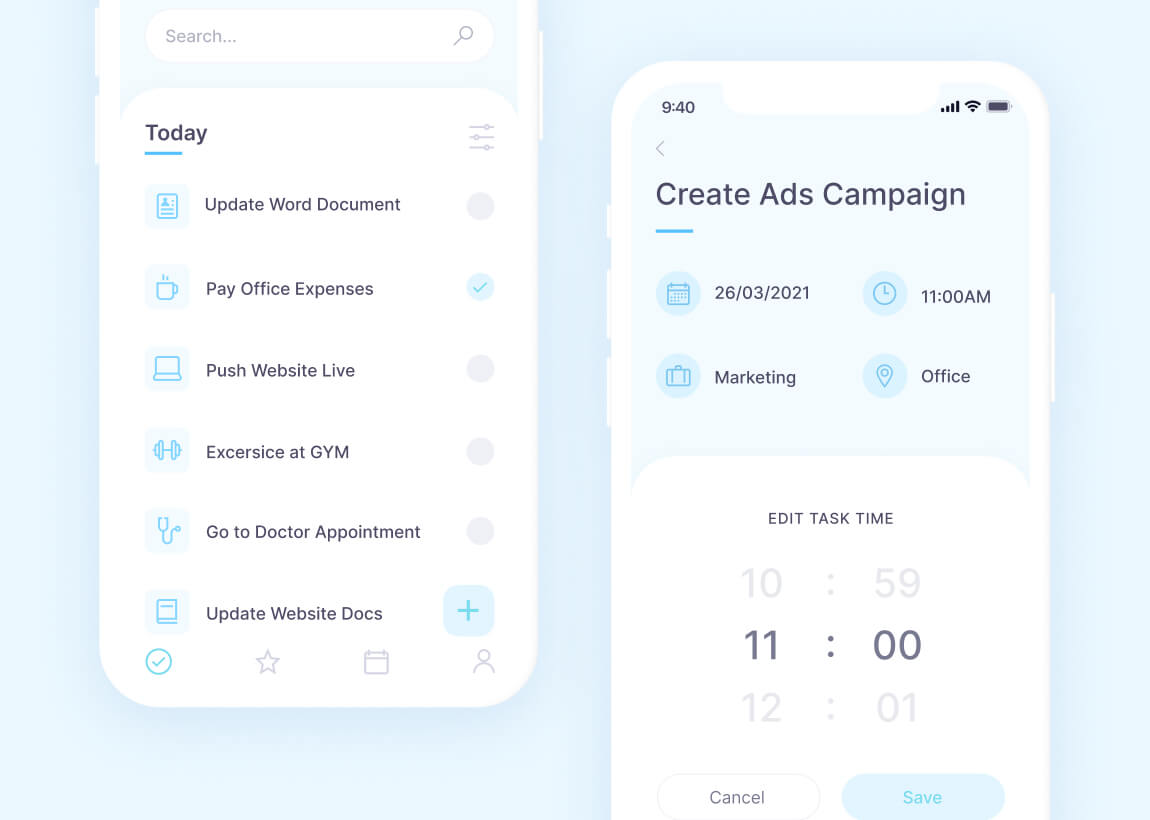 Search...
Today
Update Word Document
Pay Office Expenses
Push Website Live
Excersice at GYM
Go to Doctor Appointment
Update Website Docs
9:40
Create Ads Campaign
26/03/2021
11:00AM
Marketing
Office
EDIT TASK TIME
10 : 59
11 : 00
12 : 01
Cancel
Save